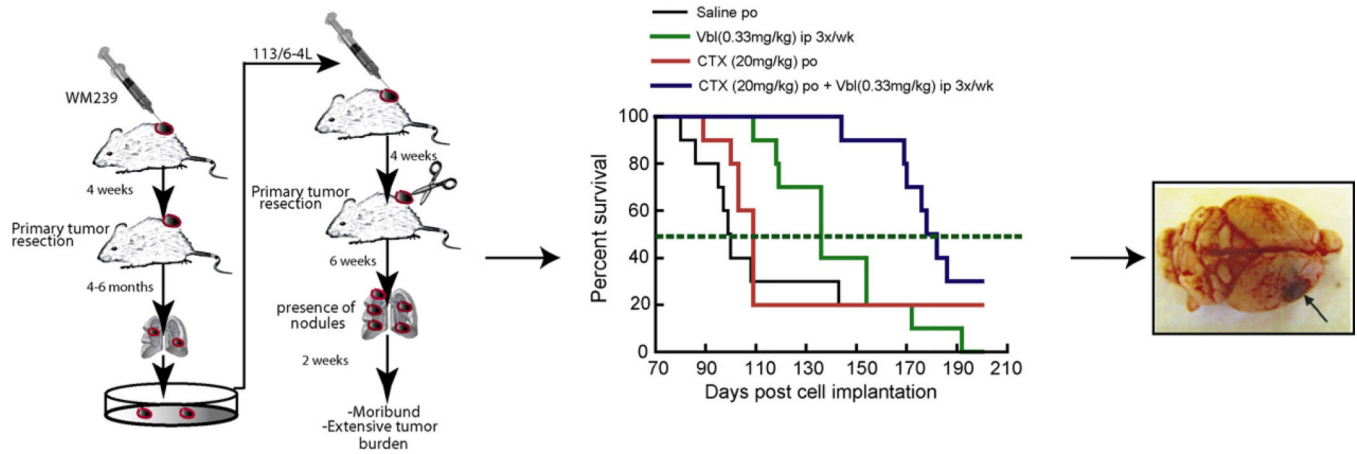 WM239
4 weeks
Primary tumor
resection
4-6 months
113/6-4L
4 weeks
Primary tumor
resection
6 weeks
presence of
nodules
2 weeks
-Moribund
-Extensive tumor
burden
Saline po
Vbl(0.33mg/kg) ip 3x/wk
CTX (20mg/kg) po
CTX (20mg/kg) po + Vbl(0.33mg/kg) ip 3x/wk
Percent survival
100
80
60
40
20
0
70 90 110 130 150 170 190 210
Days post cell implantation